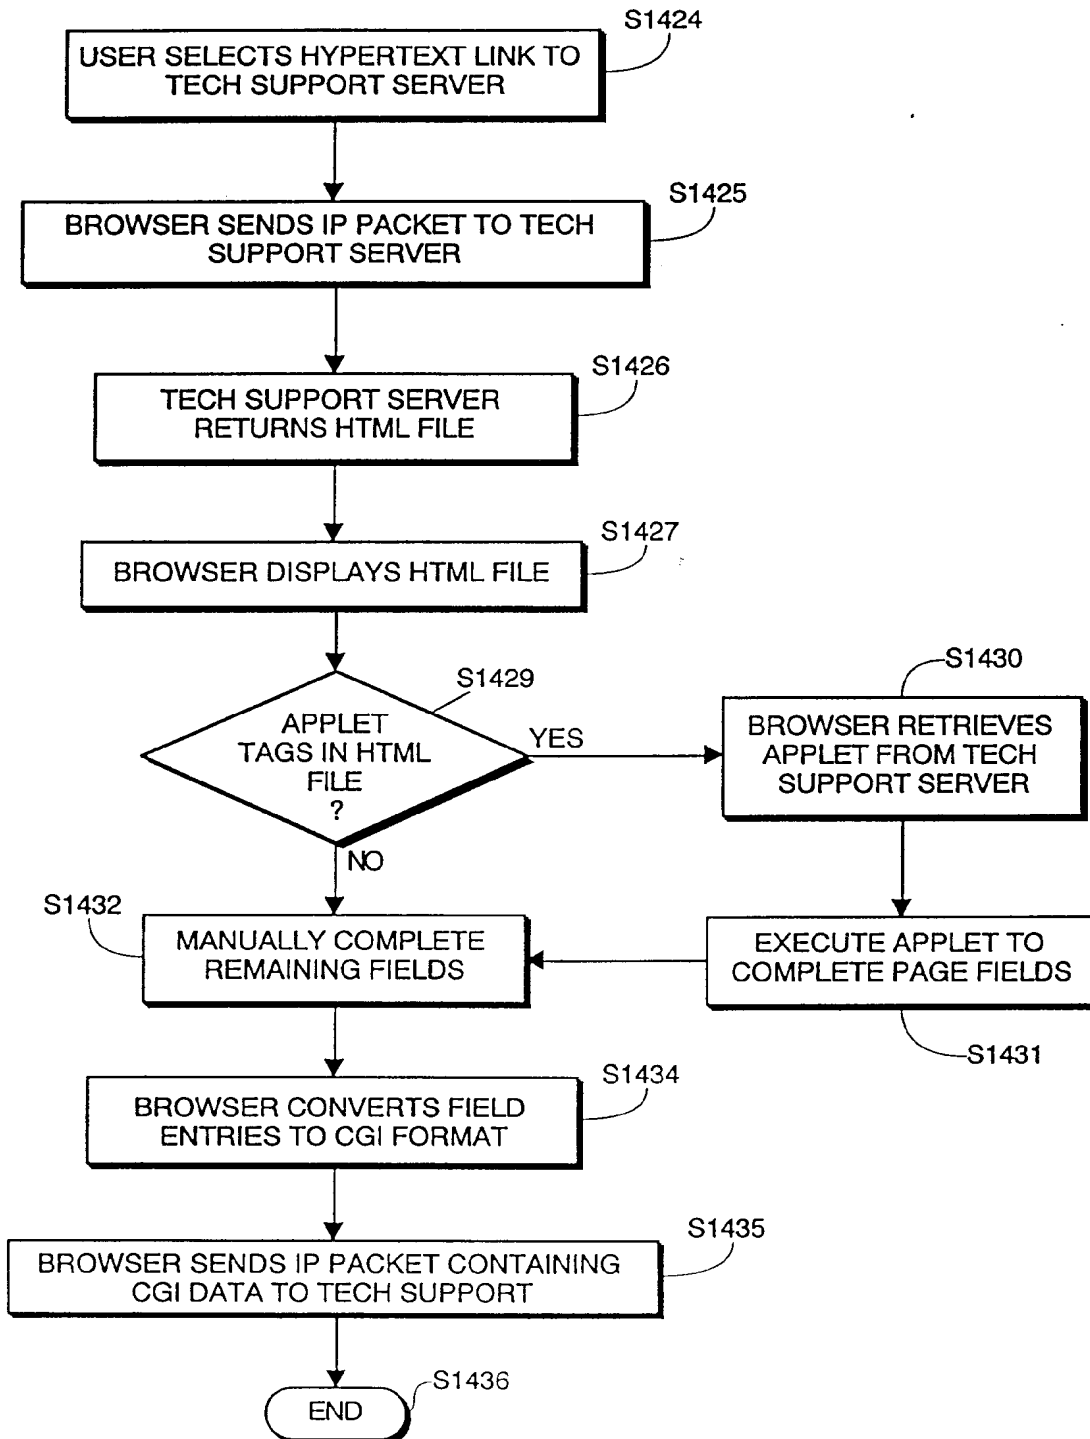 S1424
USER SELECTS HYPERTEXT LINK TO
TECH SUPPORT SERVER
S1425
BROWSER SENDS IP PACKET TO TECH
SUPPORT SERVER
S1426
TECH SUPPORT SERVER
RETURNS HTML FILE
S1427
BROWSER DISPLAYS HTML FILE
S1429
APPLET
TAGS IN HTML
FILE
?
YES
NO
S1430
BROWSER RETRIEVES
APPLET FROM TECH
SUPPORT SERVER
EXECUTE APPLET TO
COMPLETE PAGE FIELDS
S1431
S1432
MANUALLY COMPLETE
REMAINING FIELDS
S1434
BROWSER CONVERTS FIELD
ENTRIES TO CGI FORMAT
S1435
BROWSER SENDS IP PACKET CONTAINING
CGI DATA TO TECH SUPPORT
S1436
END